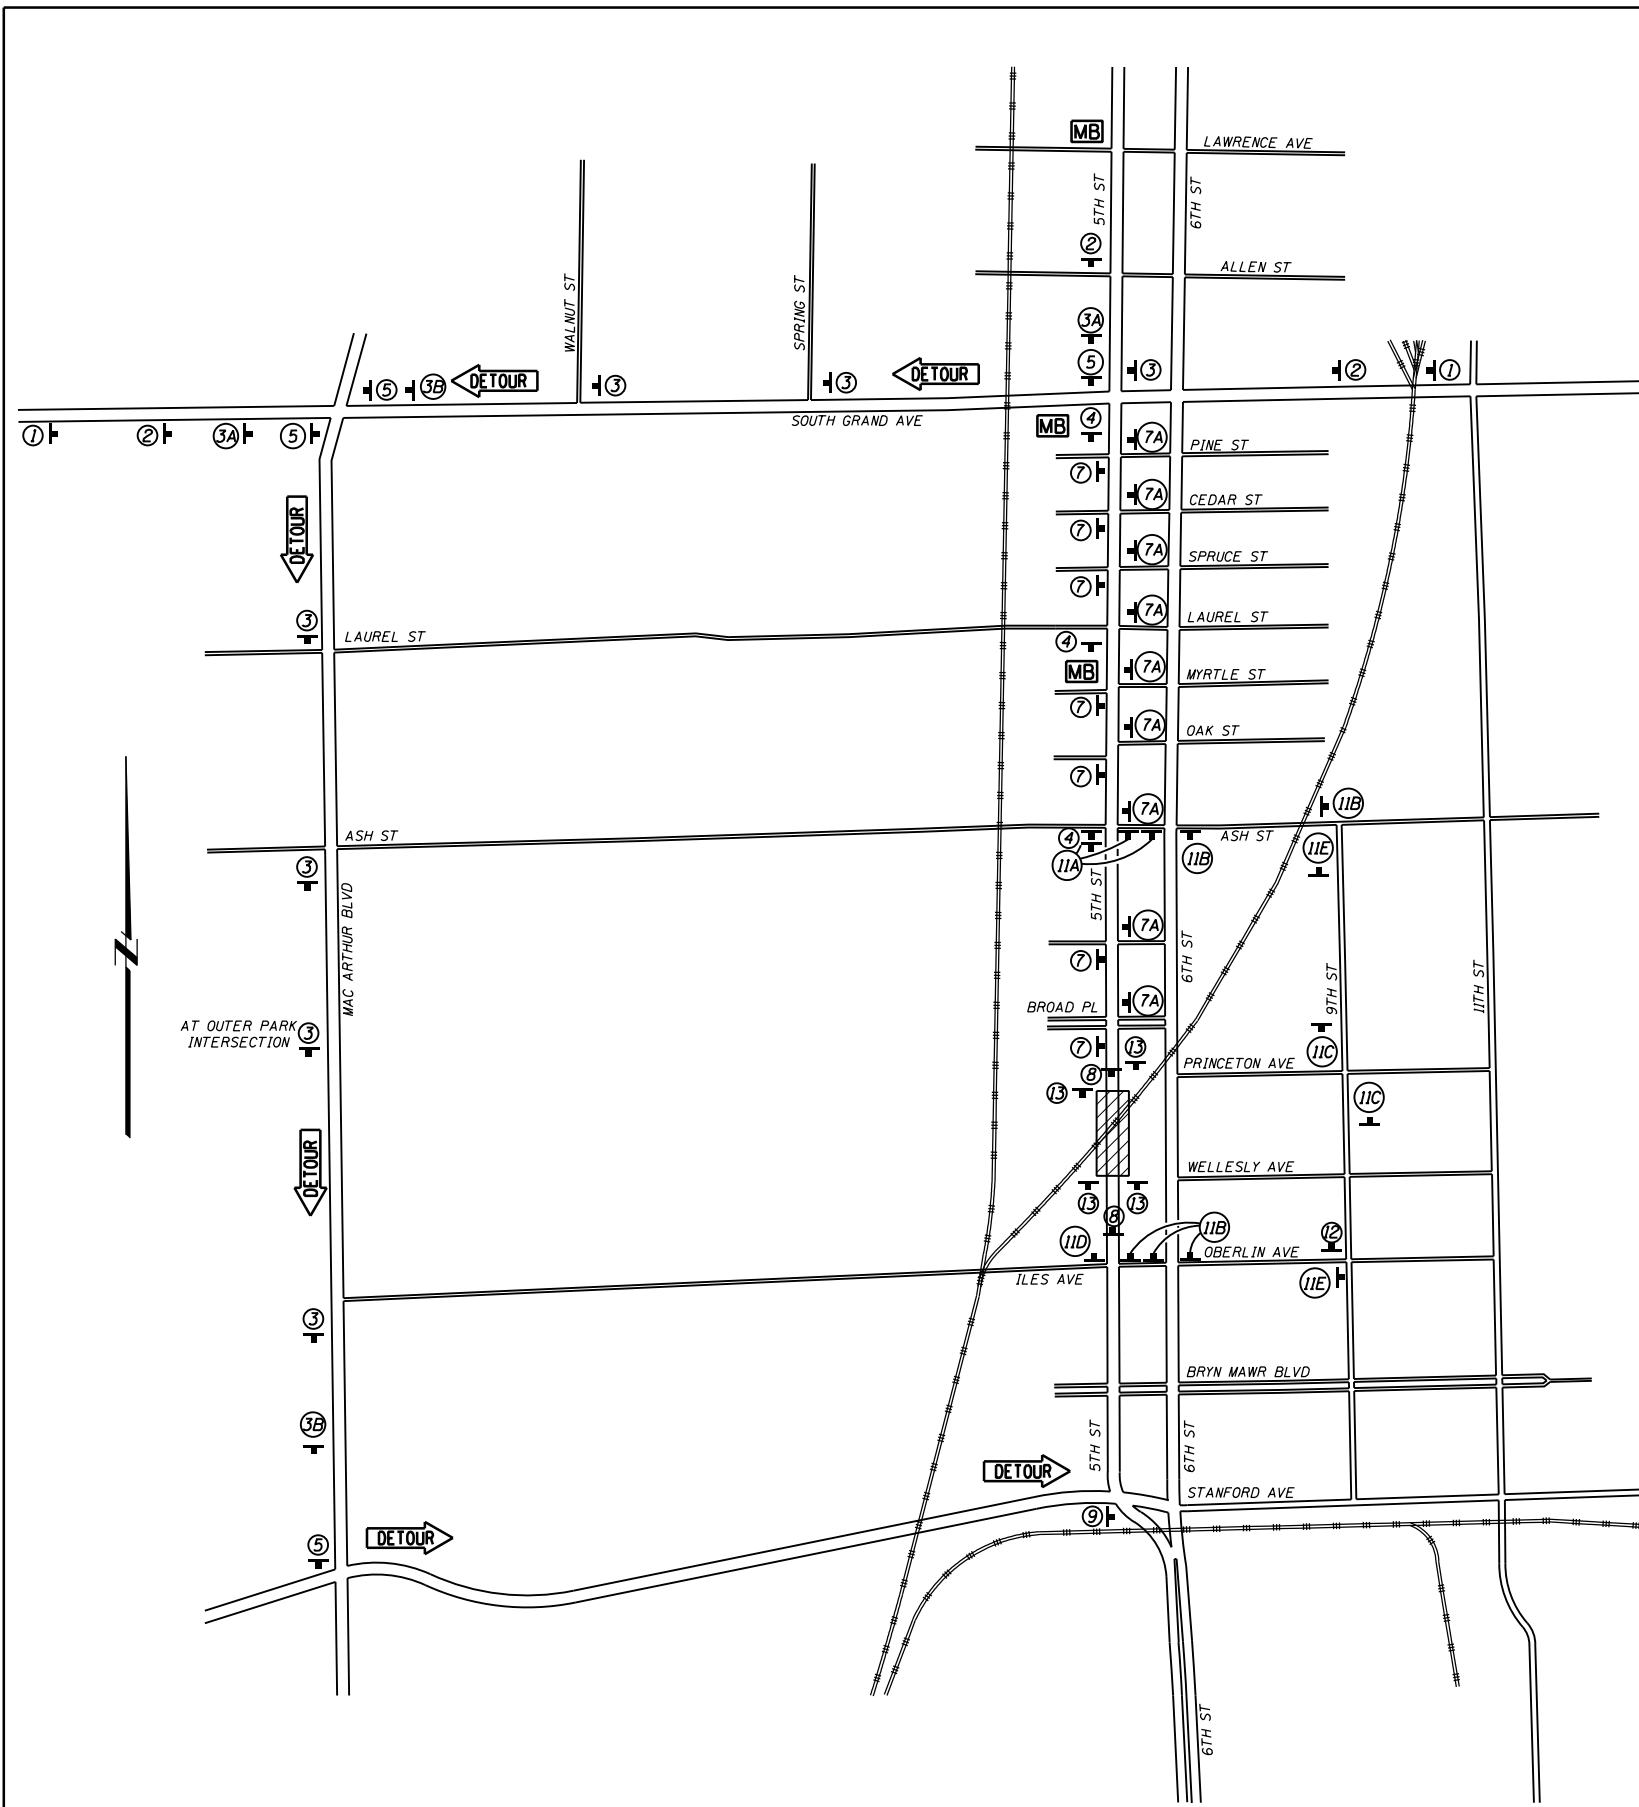 MB
LAWRENCE AVE
5TH ST
6TH ST
2
ALLEN ST
WALNUT ST
SPRING ST
3A
5
3
2
1
5
3B
DETOUR
3
3
DETOUR
SOUTH GRAND AVE
1
2
3A
5
MB
4
7A
PINE ST
7
7A
CEDAR ST
7
7A
SPRUCE ST
7
DETOUR
3
LAUREL ST
7A
LAUREL ST
4
MB
7A
MYRTLE ST
7
7A
OAK ST
7
7A
11B
ASH ST
4
11A
11B
ASH ST
11E
3
MAC ARTHUR BLVD
5TH ST
7A
6TH ST
7
9TH ST
11TH ST
BROAD PL
7A
AT OUTER PARK
INTERSECTION
3
7
13
11C
PRINCETON AVE
8
13
11C
DETOUR
WELLESLY AVE
13
13
8
11D
11B
12
OBERLIN AVE
ILES AVE
11E
3
BRYN MAWR BLVD
3B
5TH ST
6TH ST
DETOUR
STANFORD AVE
9
DETOUR
5
6TH ST